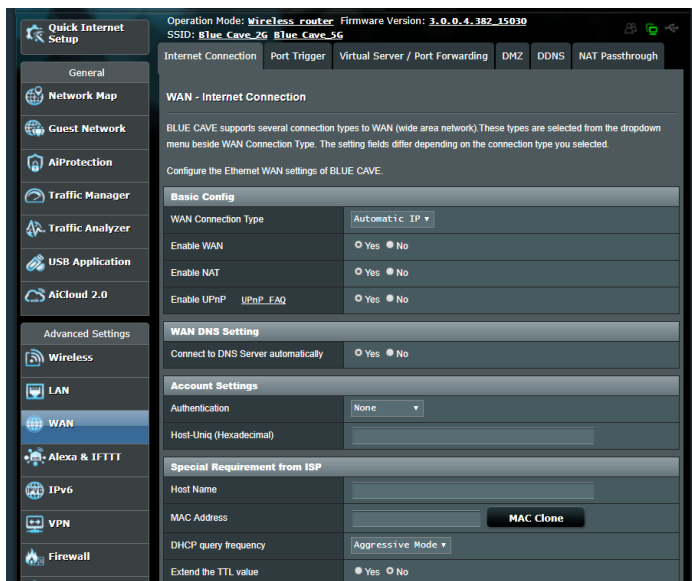 Quick Internet
Setup
Operation Mode: Wireless router Firmware Version: 3.0.0.4.382_15030
SSID: Blue Cave_2G Blue Cave_5G
Internet Connection Port Trigger Virtual Server / Port Forwarding DMZ DDNS NAT Passthrough
General
Network Map
Guest Network
AiProtection
Traffic Manager
Traffic Analyzer
USB Application
AiCloud 2.0
Advanced Settings
Wireless
LAN
WAN
Alexa & IFTTT
IPv6
VPN
Firewall
WAN - Internet Connection
BLUE CAVE supports several connection types to WAN (wide area network).These types are selected from the dropdown
menu beside WAN Connection Type. The setting fields differ depending on the connection type you selected.
Configure the Ethernet WAN settings of BLUE CAVE.
Basic Config
WAN Connection Type Automatic IP
Enable WAN Yes No
Enable NAT Yes No
Enable UPnP UPnP FAQ Yes No
WAN DNS Setting
Connect to DNS Server automatically Yes No
Account Settings
Authentication None
Host-Uniq (Hexadecimal)
Special Requirement from ISP
Host Name
MAC Address MAC Clone
DHCP query frequency Aggressive Mode
Extend the TTL value Yes No